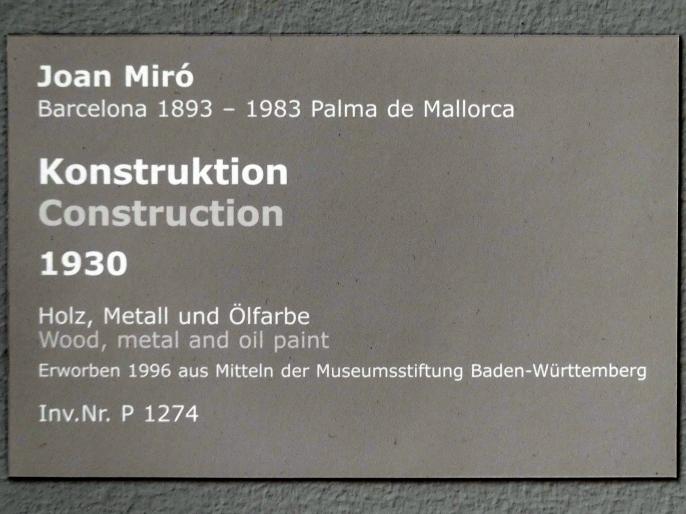 Joan Miró
Barcelona 1893 – 1983 Palma de Mallorca
Konstruktion
Construction
1930
Holz, Metall und Ölfarbe
Wood, metal and oil paint
Erworben 1996 aus Mitteln der Museumsstiftung Baden-Württemberg
Inv.Nr. P 1274